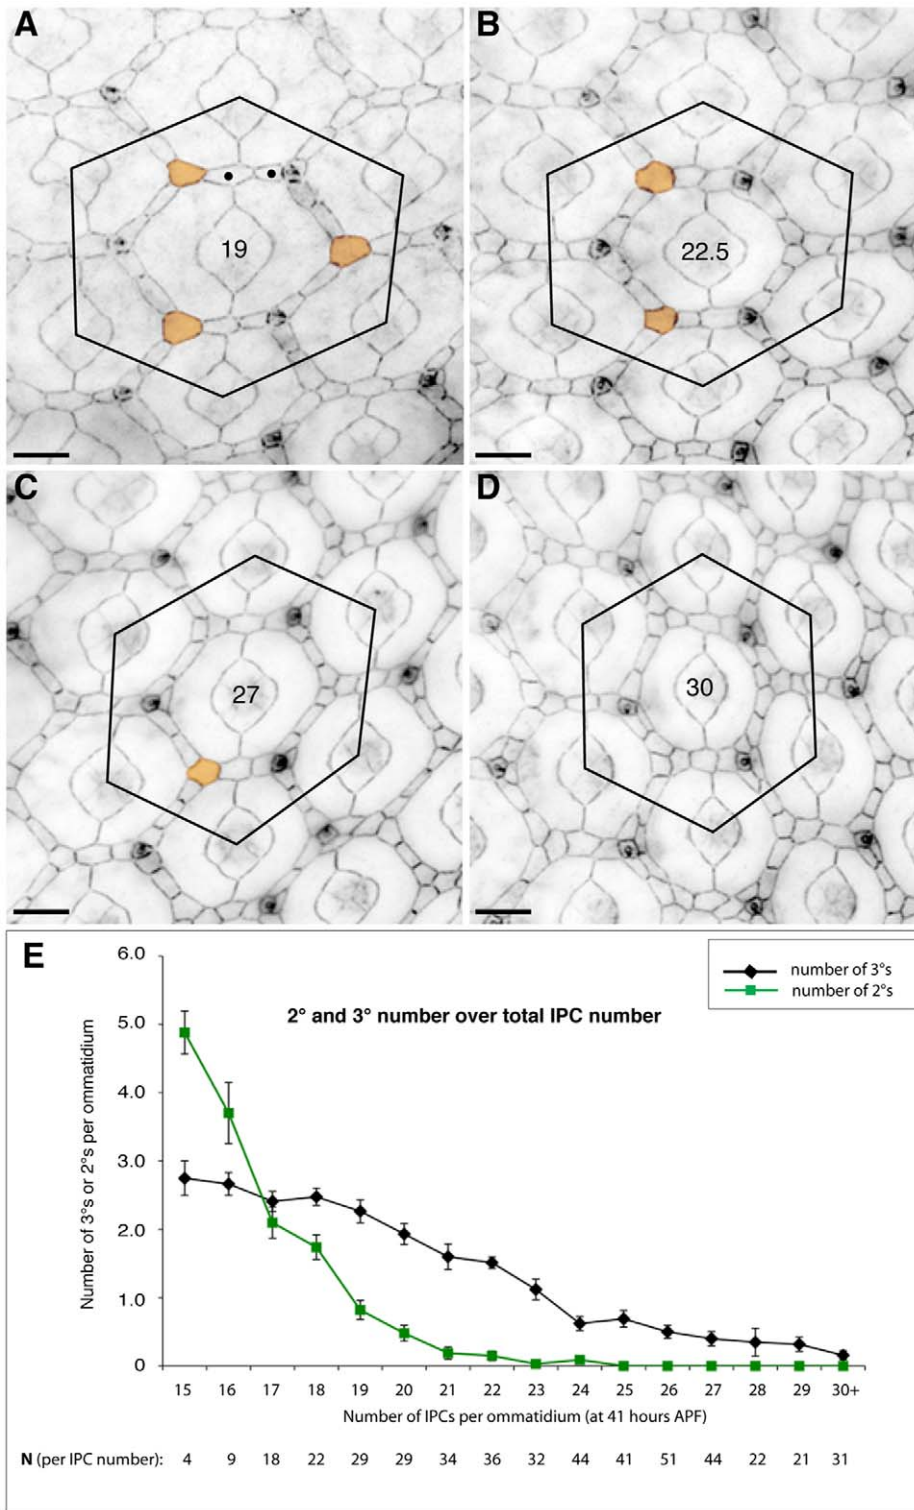 A
B
19
22.5
C
D
27
30
E
number of 3°s
number of 2°s
2° and 3° number over total IPC number
Number of 3°s or 2°s per ommatidium
6.0
5.0
4.0
3.0
2.0
1.0
0
15 16 17 18 19 20 21 22 23 24 25 26 27 28 29 30+
Number of IPCs per ommatidium (at 41 hours APF)
N (per IPC number): 4 9 18 22 29 29 34 36 32 44 41 51 44 22 21 31